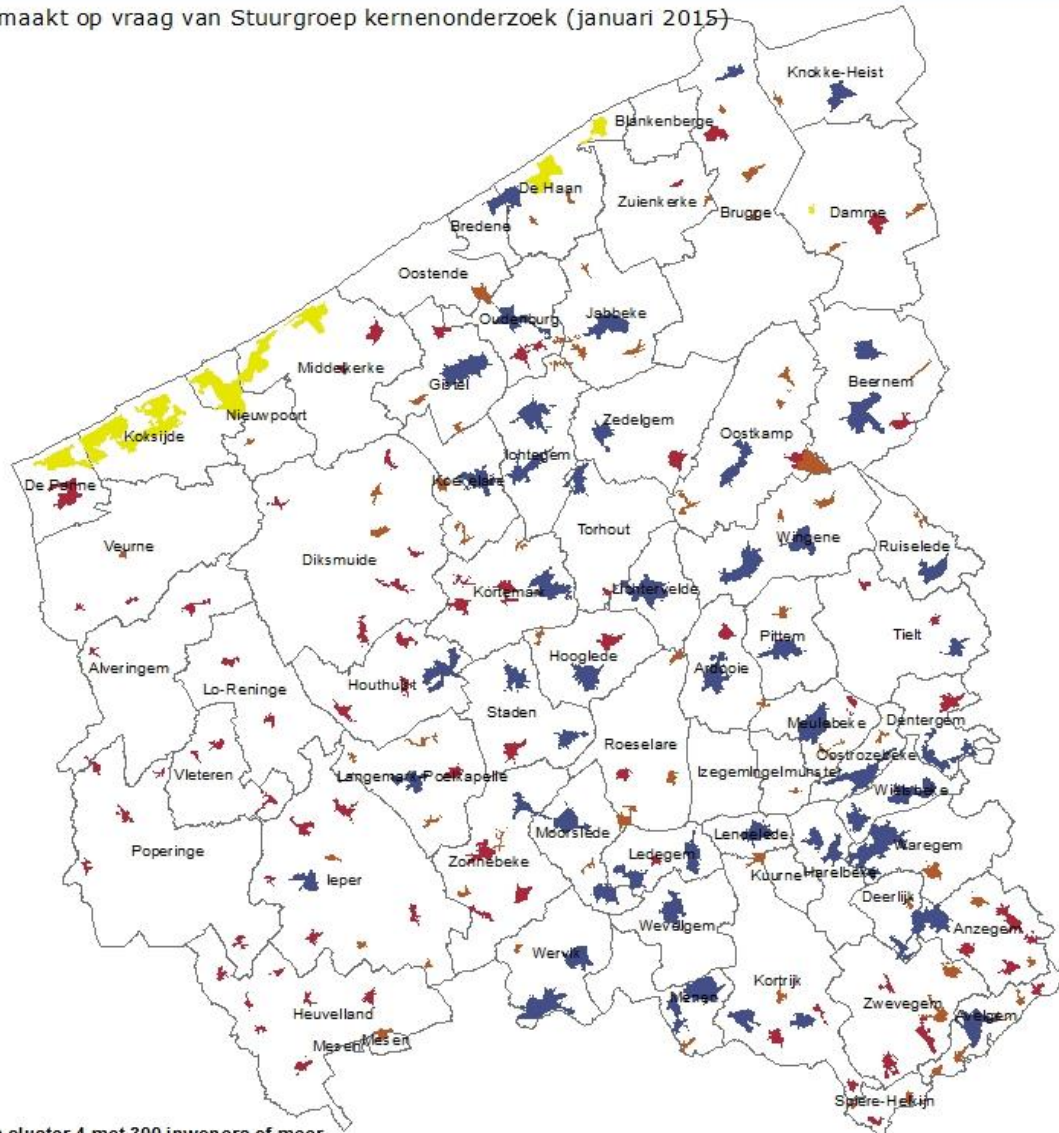 maakt op vraag van Stuurgroep kernenonderzoek (januari 2015)
Knokke-Heist
Blankenberge
De Haan
Zuienkerke
Brugge
Damme
Bredene
Oostende
Oudenburg
Jabbeke
Middelkerke
Gistel
Beernem
Nieuwpoort
Koksijde
Zedelgem
Oostkamp
Ichtegem
Koekelare
De Panne
Torhout
Veurne
Diksmuide
Wingene
Ruiselede
Kortemark
Lichtervelde
Pittem
Tielt
Alveringem
Hooglede
Ardooie
Lo-Reninge
Houthulst
Staden
Meulebeke
Dentergem
Roeselare
Oostrozebeke
Vleteren
Langemark-Poelkapelle
Izegem
Ingelmunster
Wielsbeke
Moorslede
Lendelede
Poperinge
Zonnebeke
Ledegem
Waregem
Ieper
Kuurne
Harelbeke
Deerlijk
Wevelgem
Anzegem
Wervik
Kortrijk
Menen
Zwevegem
Heuvelland
Avelgem
Mesen
Mesen
Spiere-Helkijn
cluster 4 met 300 inwoners of meer